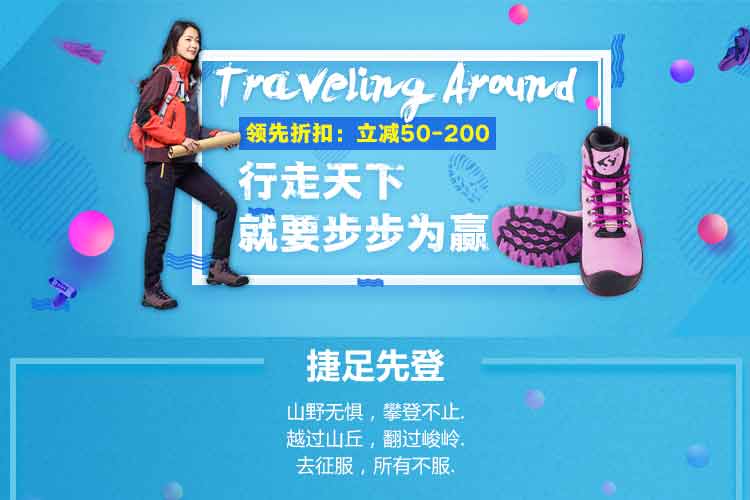 Traveling Around
领先折扣：立减50-200
行走天下
就要步步为赢
捷足先登
山野无惧，攀登不止.
越过山丘，翻过峻岭.
去征服，所有不服.